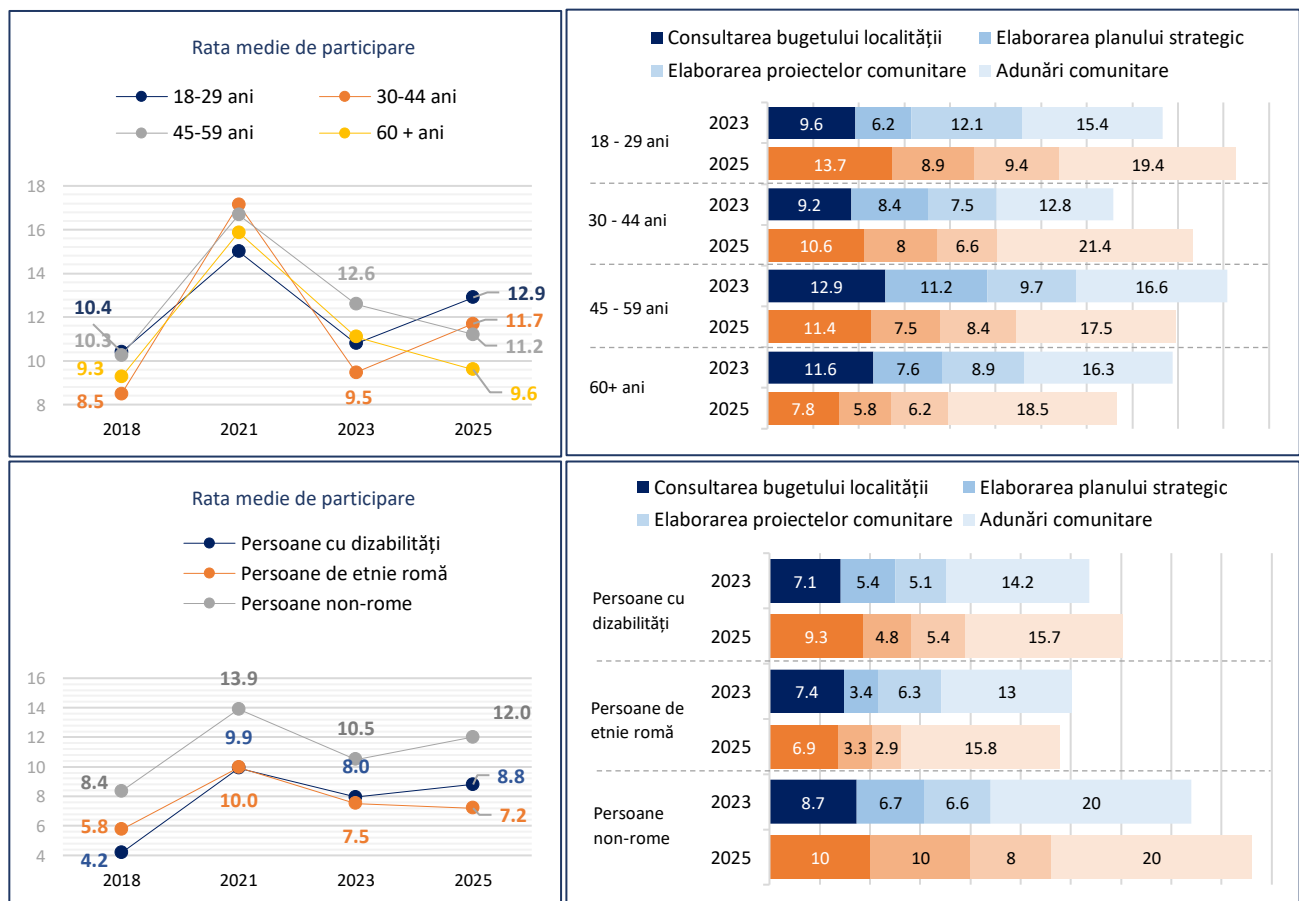 Rata medie de participare
18-29 ani 30-44 ani
45-59 ani 60 + ani
18
16
14
12
10
8
10.4
10.3
9.3
8.5
12.6
9.5
12.9
11.7
11.2
9.6
2018 2021 2023 2025
Consultarea bugetului localității Elaborarea planului strategic
Elaborarea proiectelor comunitare Adunări comunitare
18 - 29 ani
2023 9.6 6.2 12.1 15.4
2025 13.7 8.9 9.4 19.4
30 - 44 ani
2023 9.2 8.4 7.5 12.8
2025 10.6 8 6.6 21.4
45 - 59 ani
2023 12.9 11.2 9.7 16.6
2025 11.4 7.5 8.4 17.5
60+ ani
2023 11.6 7.6 8.9 16.3
2025 7.8 5.8 6.2 18.5
Rata medie de participare
Persoane cu dizabilități
Persoane de etnie romă
Persoane non-rome
16
14
12
10
8
6
4
8.4
5.8
4.2
13.9
9.9
10.0
10.5
8.0
7.5
12.0
8.8
7.2
2018 2021 2023 2025
Consultarea bugetului localității Elaborarea planului strategic
Elaborarea proiectelor comunitare Adunări comunitare
Persoane cu
dizabilități
2023 7.1 5.4 5.1 14.2
2025 9.3 4.8 5.4 15.7
Persoane de
etnie romă
2023 7.4 3.4 6.3 13
2025 6.9 3.3 2.9 15.8
Persoane
non-rome
2023 8.7 6.7 6.6 20
2025 10 10 8 20